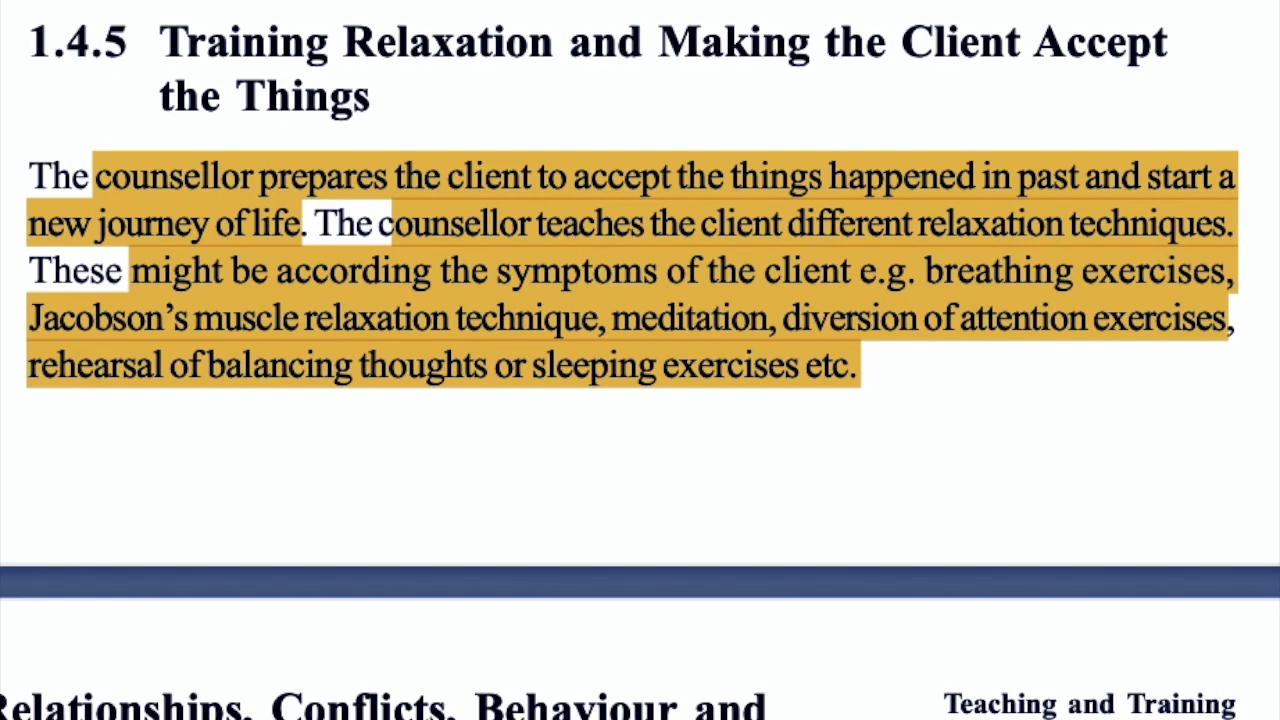 1.4.5 Training Relaxation and Making the Client Accept
the Things
The counsellor prepares the client to accept the things happened in past and start a
new journey of life. The counsellor teaches the client different relaxation techniques.
These might be according the symptoms of the client e.g. breathing exercises,
Jacobson’s muscle relaxation technique, meditation, diversion of attention exercises,
rehearsal of balancing thoughts or sleeping exercises etc.
Relationships, Conflicts, Behaviour and
Teaching and Training